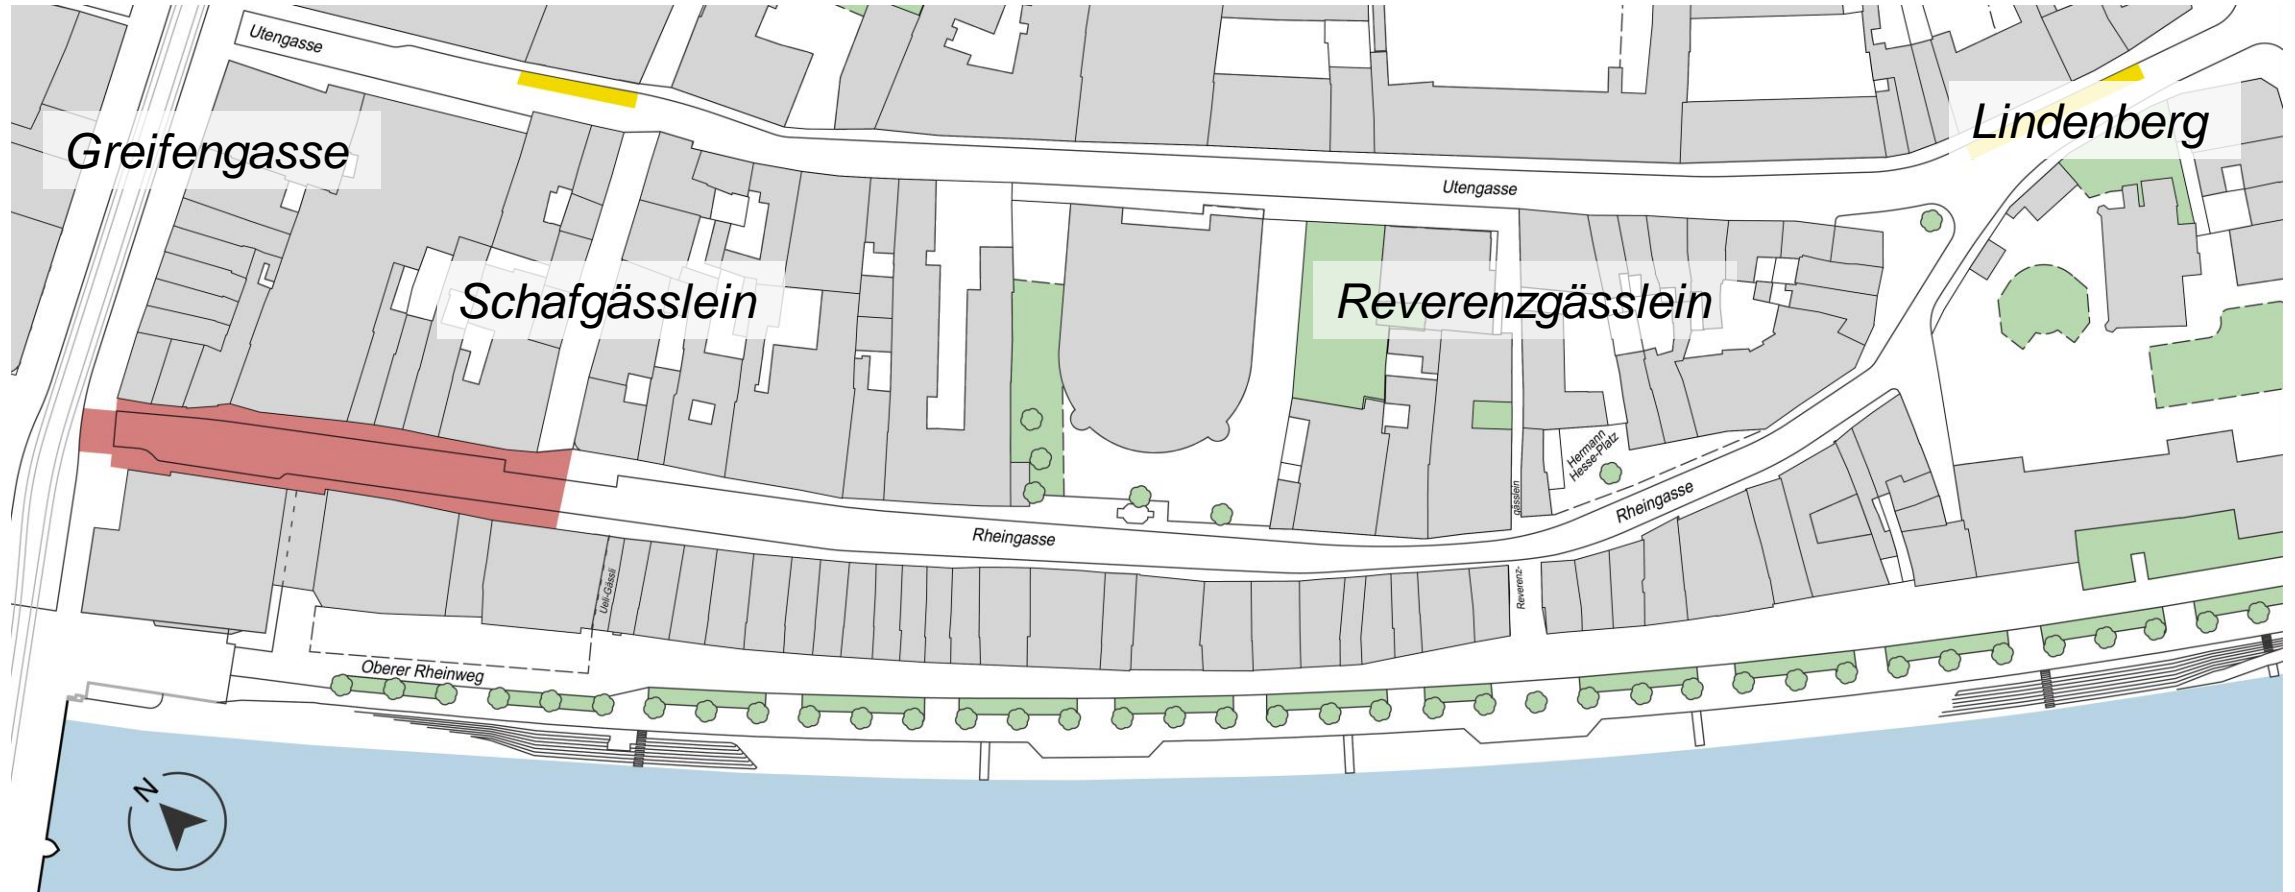 Utengasse
Greifengasse
Lindenberg
Utengasse
Schafgässlein
Reverenzgässlein
Hermann
Hesse-Platz
gässlein
Rheingasse
Rheingasse
Ueli-Gässli
Reverenz-
Oberer Rheinweg
N